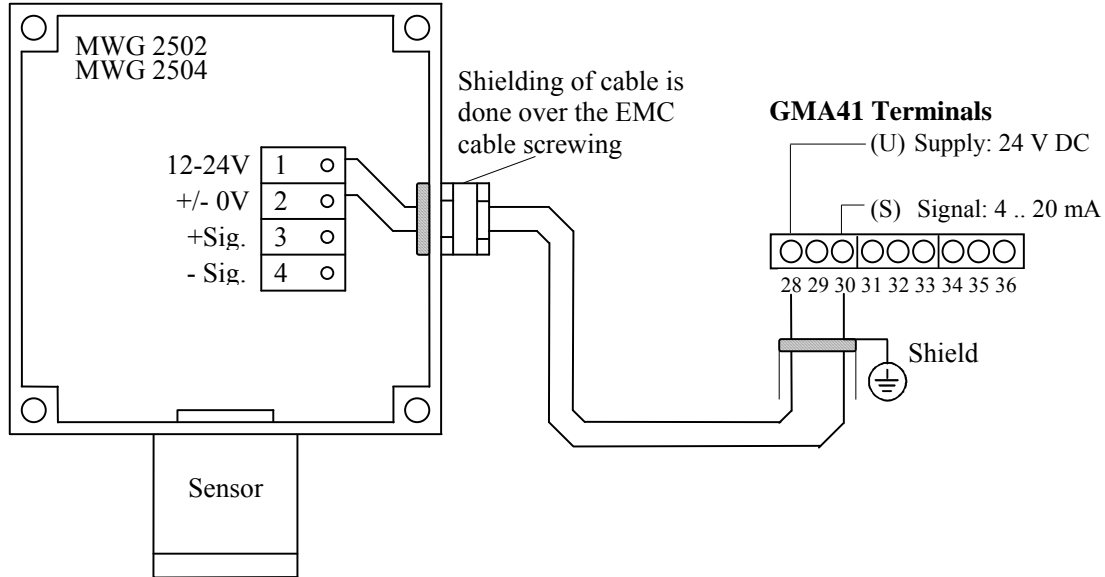 MWG 2502
MWG 2504
Shielding of cable is
done over the EMC
cable screwing
GMA41 Terminals
(U) Supply: 24 V DC
(S) Signal: 4 .. 20 mA
12-24V 1
+/- 0V 2
+Sig. 3
- Sig. 4
28 29 30 31 32 33 34 35 36
Shield
Sensor